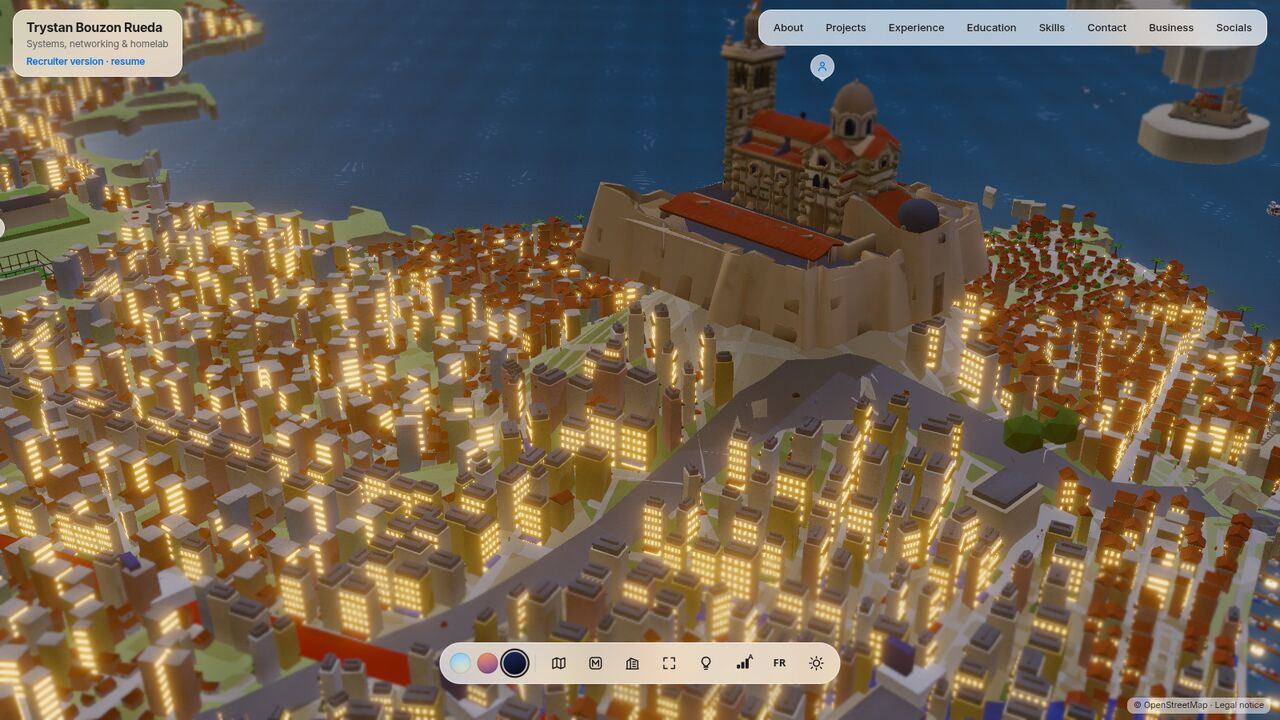 Trystan Bouzon Rueda
Systems, networking & homelab
Recruiter version · resume
About Projects Experience Education Skills Contact Business Socials
M A FR
© OpenStreetMap · Legal notice